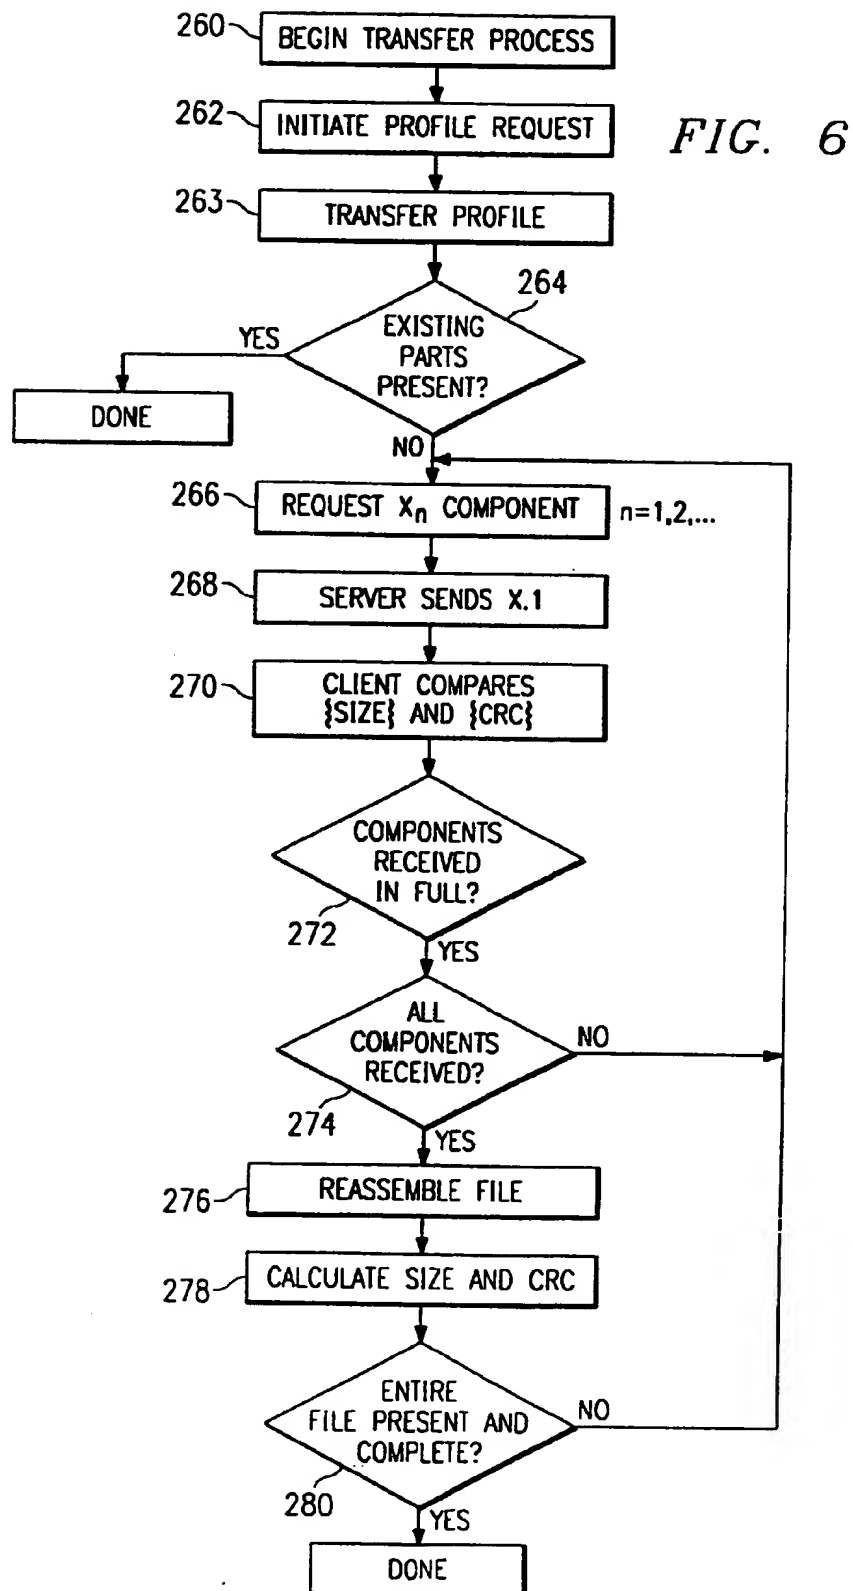 260
BEGIN TRANSFER PROCESS
262
INITIATE PROFILE REQUEST
FIG. 6
263
TRANSFER PROFILE
264
EXISTING
PARTS
PRESENT?
YES
DONE
NO
266
REQUEST Xn COMPONENT
n=1,2,...
268
SERVER SENDS X.1
270
CLIENT COMPARES
{SIZE} AND {CRC}
COMPONENTS
RECEIVED
IN FULL?
272
YES
ALL
COMPONENTS
RECEIVED?
NO
274
YES
276
REASSEMBLE FILE
278
CALCULATE SIZE AND CRC
ENTIRE
FILE PRESENT AND
COMPLETE?
NO
280
YES
DONE